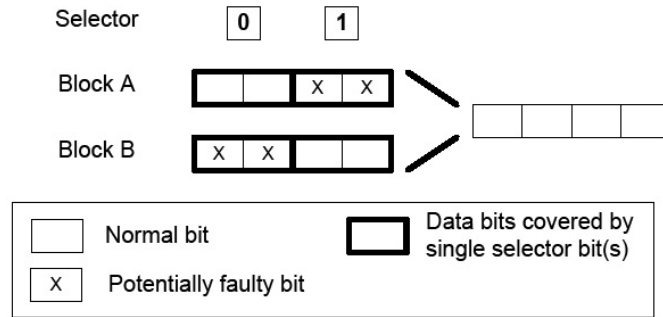 Selector 0 1
Block A X X
Block B X X
Normal bit
X Potentially faulty bit
Data bits covered by
single selector bit(s)